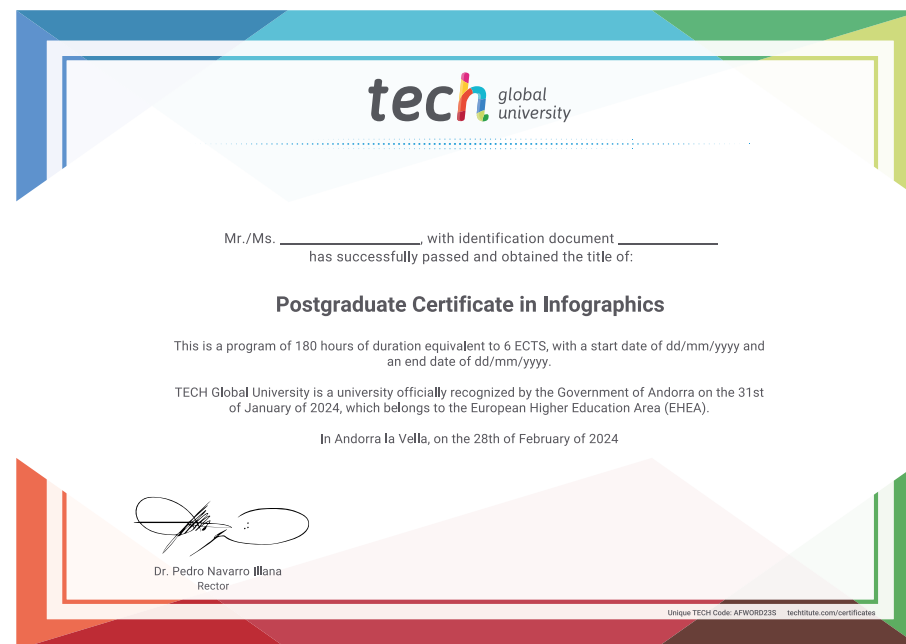 tech global university
Mr./Ms. ____________________, with identification document ______________
has successfully passed and obtained the title of:
Postgraduate Certificate in Infographics
This is a program of 180 hours of duration equivalent to 6 ECTS, with a start date of dd/mm/yyyy and
an end date of dd/mm/yyyy.
TECH Global University is a university officially recognized by the Government of Andorra on the 31st
of January of 2024, which belongs to the European Higher Education Area (EHEA).
In Andorra la Vella, on the 28th of February of 2024
Dr. Pedro Navarro Illana
Rector
Unique TECH Code: AFWORD23S techtitute.com/certificates